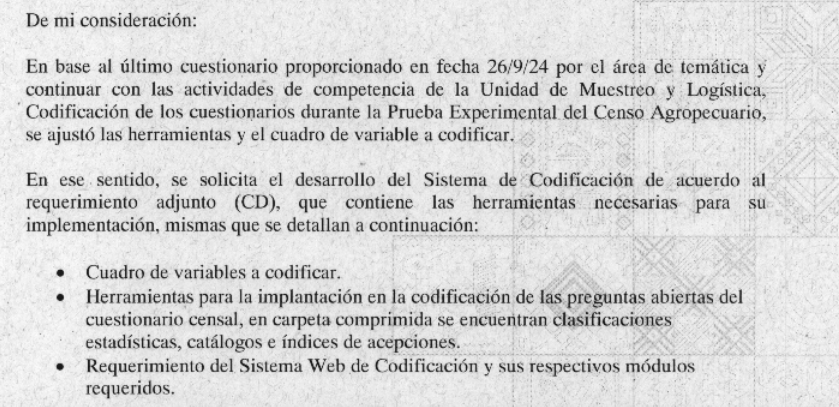 De mi consideración:
En base al último cuestionario proporcionado en fecha 26/9/24 por el área de temática y
continuar con las actividades de competencia de la Unidad de Muestreo y Logística,
Codificación de los cuestionarios durante la Prueba Experimental del Censo Agropecuario,
se ajustó las herramientas y el cuadro de variable a codificar.
En ese sentido, se solicita el desarrollo del Sistema de Codificación de acuerdo al
requerimiento adjunto (CD), que contiene las herramientas necesarias para su
implementación, mismas que se detallan a continuación:
• Cuadro de variables a codificar.
• Herramientas para la implantación en la codificación de las preguntas abiertas del
cuestionario censal, en carpeta comprimida se encuentran clasificaciones
estadísticas, catálogos e índices de acepciones.
• Requerimiento del Sistema Web de Codificación y sus respectivos módulos
requeridos.